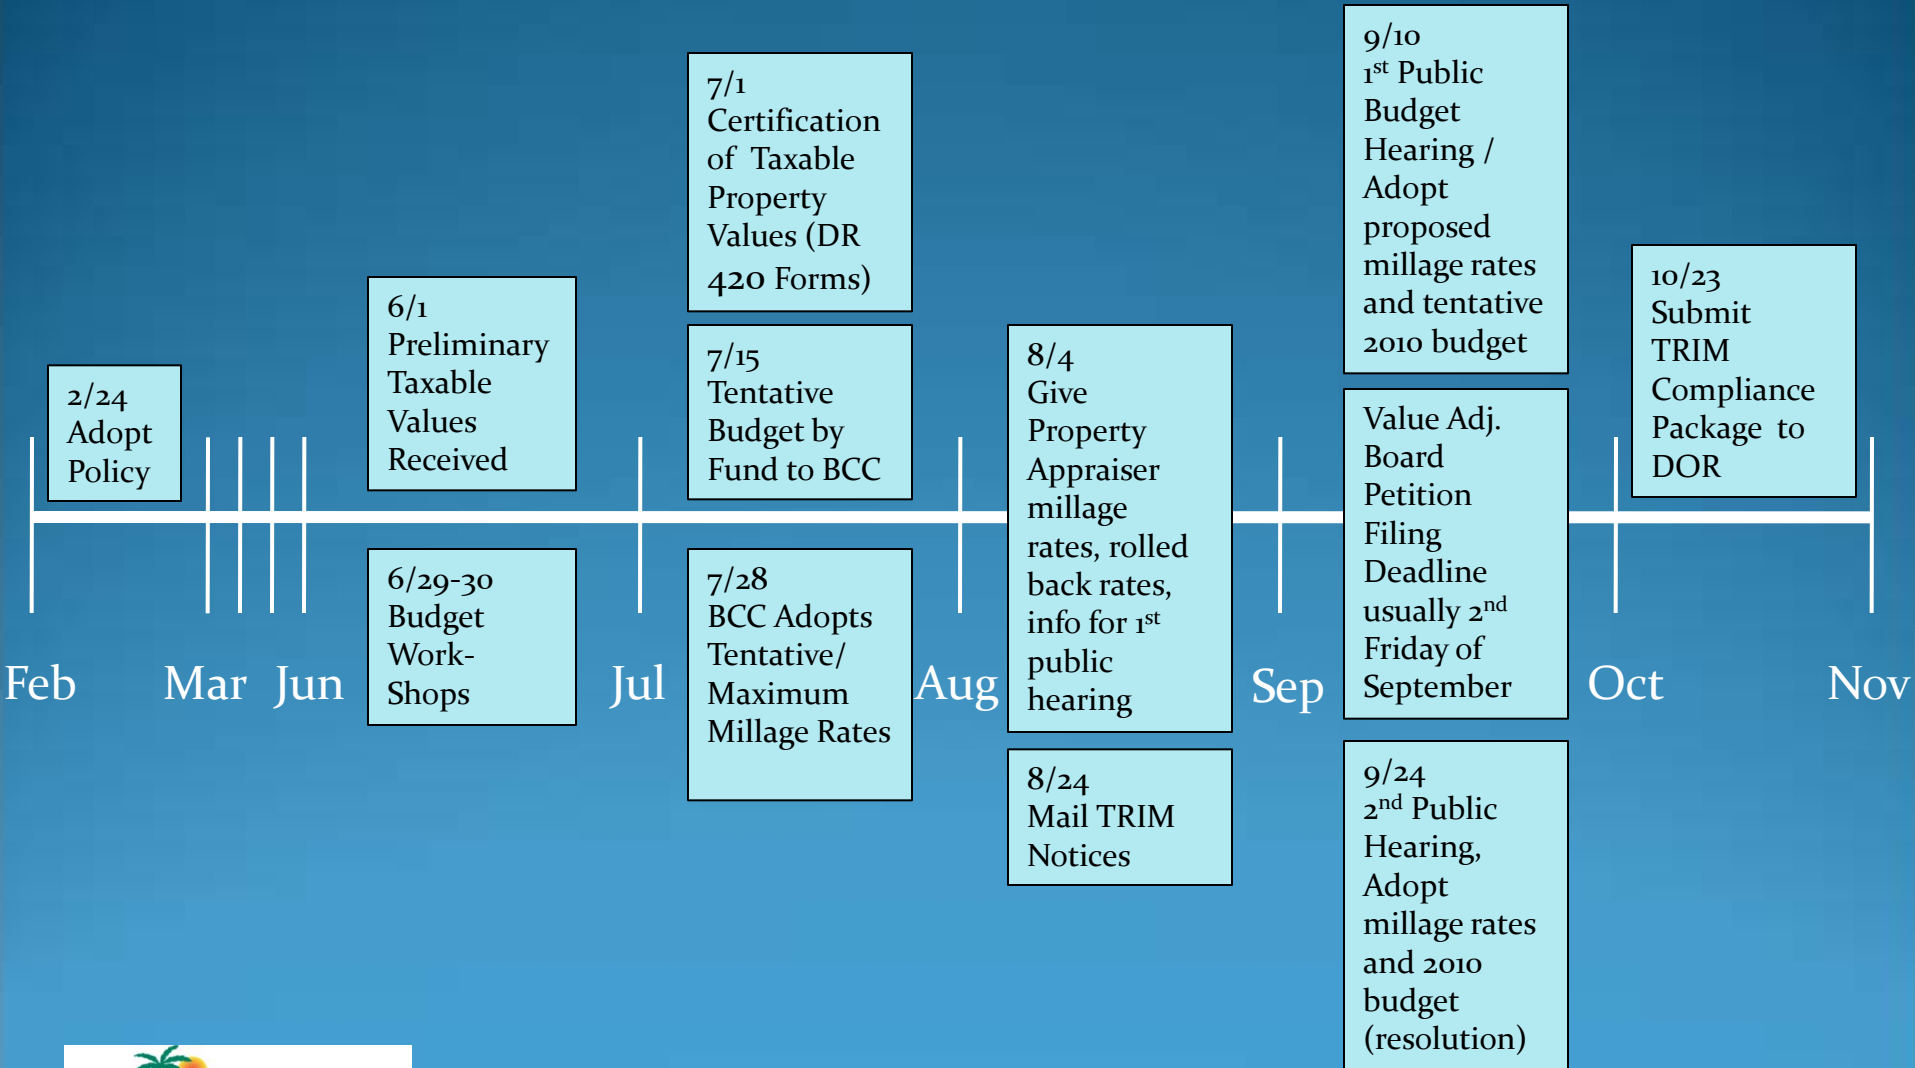 2/24
Adopt
Policy
6/1
Preliminary
Taxable
Values
Received
6/29-30
Budget
Work-
Shops
7/1
Certification
of Taxable
Property
Values (DR
420 Forms)
7/15
Tentative
Budget by
Fund to BCC
7/28
BCC Adopts
Tentative/
Maximum
Millage Rates
8/4
Give
Property
Appraiser
millage
rates, rolled
back rates,
info for 1st
public
hearing
8/24
Mail TRIM
Notices
9/10
1st Public
Budget
Hearing /
Adopt
proposed
millage rates
and tentative
2010 budget
Value Adj.
Board
Petition
Filing
Deadline
usually 2nd
Friday of
September
9/24
2nd Public
Hearing,
Adopt
millage rates
and 2010
budget
(resolution)
10/23
Submit
TRIM
Compliance
Package to
DOR
Feb Mar Jun Jul Aug Sep Oct Nov